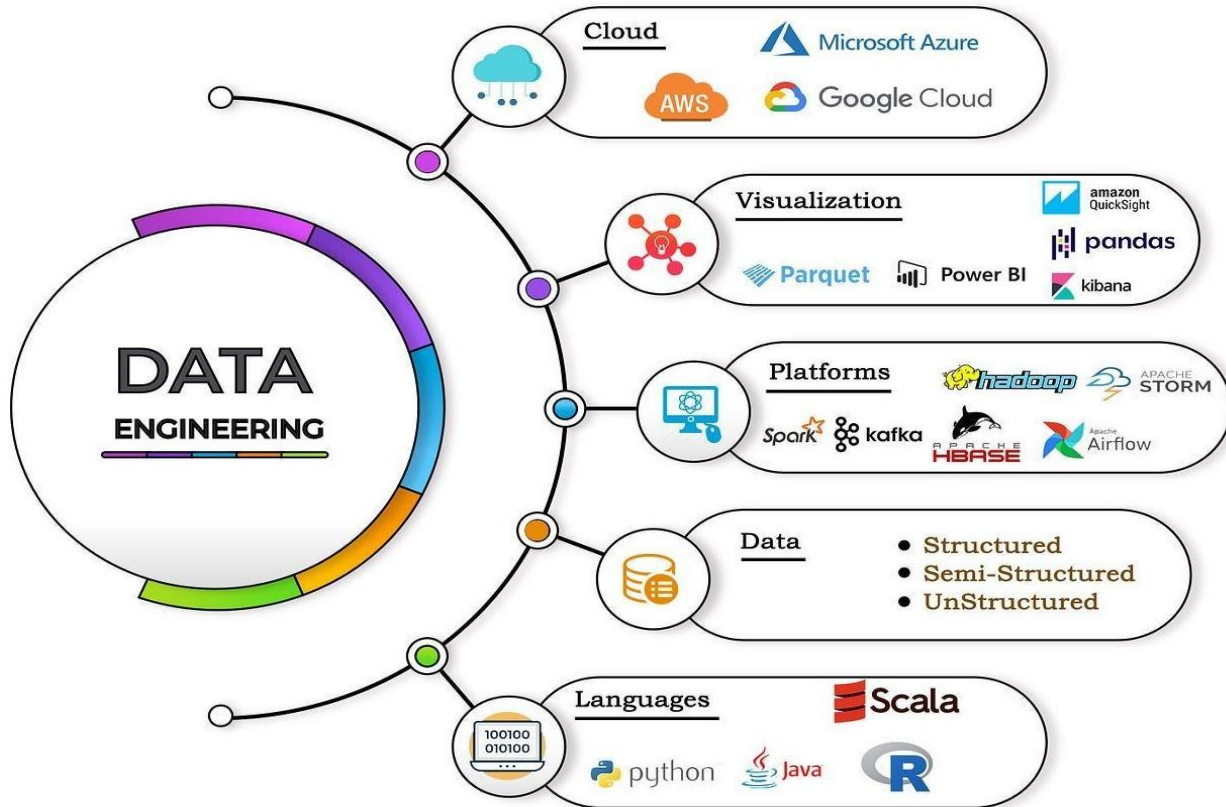 DATA
ENGINEERING
Cloud
Microsoft Azure
AWS
Google Cloud
Visualization
amazon
QuickSight
pandas
Parquet
Power BI
kibana
Platforms
hadoop
APACHE
STORM
Spark
kafka
APACHE
HBASE
Apache
Airflow
Data
• Structured
• Semi-Structured
• UnStructured
100100
010100
Languages
Scala
python
Java
R